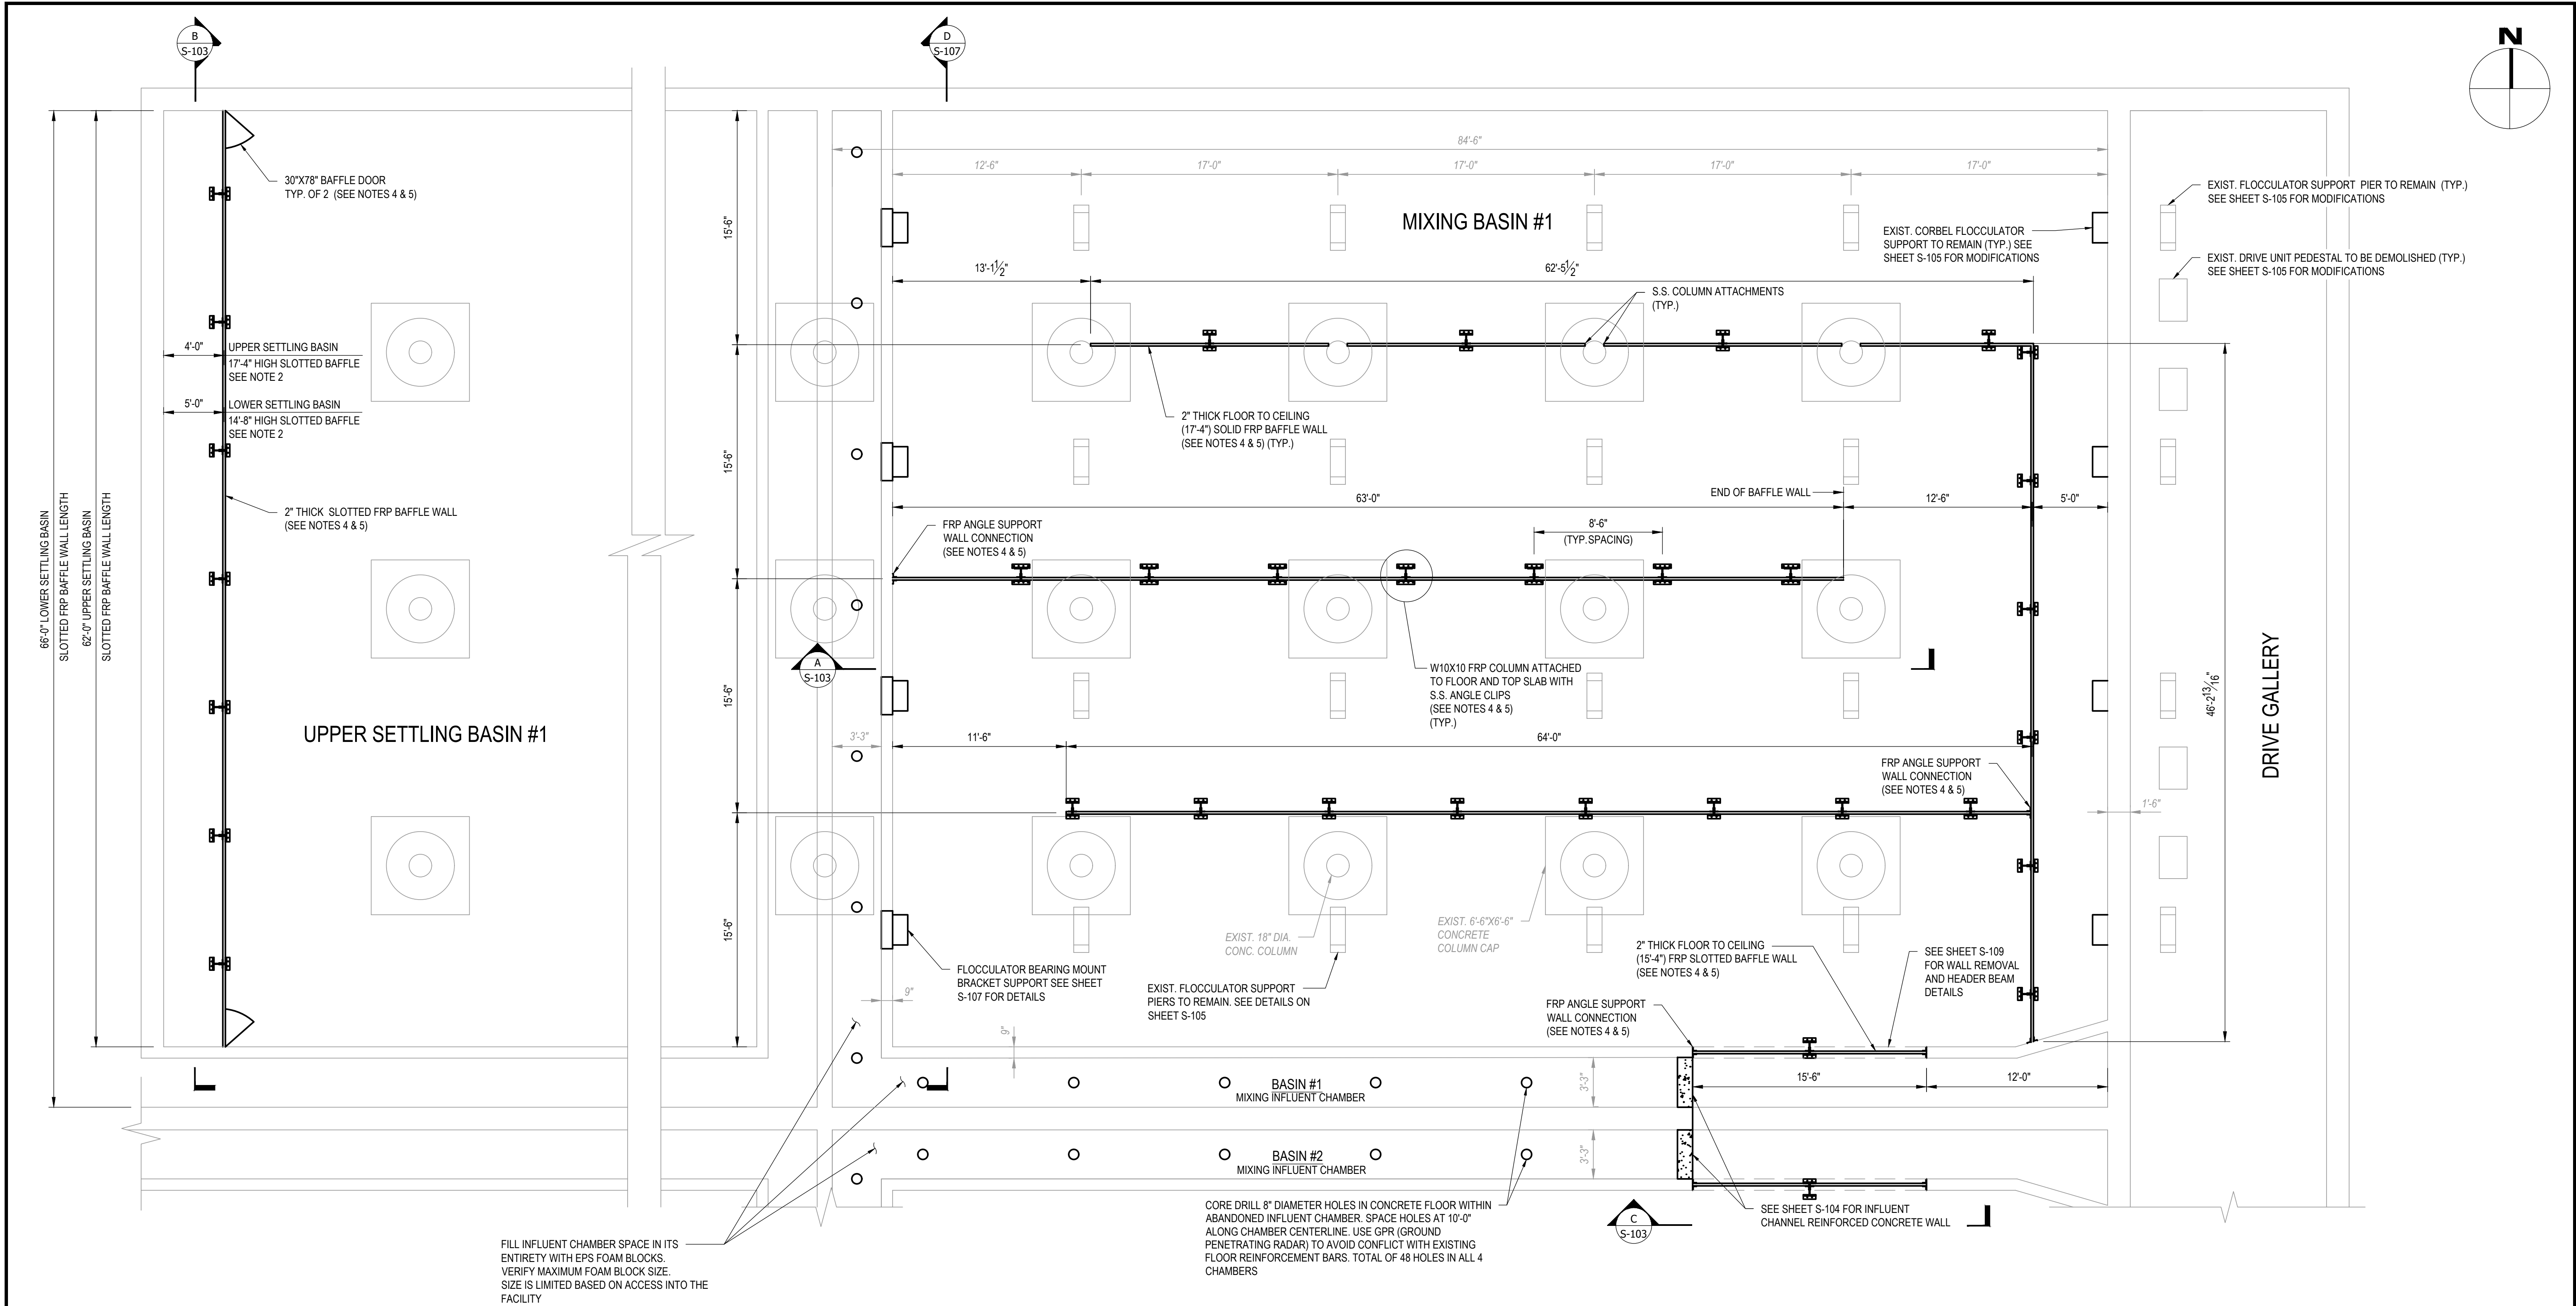 B
S-103
D
S-107
N
84'-6"
12'-6"
17'-0"
17'-0"
17'-0"
17'-0"
30"X78" BAFFLE DOOR
TYP. OF 2 (SEE NOTES 4 & 5)
15'-6"
MIXING BASIN #1
EXIST. FLOCCULATOR SUPPORT PIER TO REMAIN (TYP.)
SEE SHEET S-105 FOR MODIFICATIONS
EXIST. CORBEL FLOCCULATOR
SUPPORT TO REMAIN (TYP.) SEE
SHEET S-105 FOR MODIFICATIONS
EXIST. DRIVE UNIT PEDESTAL TO BE DEMOLISHED (TYP.)
SEE SHEET S-105 FOR MODIFICATIONS
13'-1½"
62'-5½"
S.S. COLUMN ATTACHMENTS
(TYP.)
4'-0"
UPPER SETTLING BASIN
17'-4" HIGH SLOTTED BAFFLE
SEE NOTE 2
5'-0"
LOWER SETTLING BASIN
14'-8" HIGH SLOTTED BAFFLE
SEE NOTE 2
2" THICK FLOOR TO CEILING
(17'-4") SOLID FRP BAFFLE WALL
(SEE NOTES 4 & 5) (TYP.)
15'-6"
66'-0" LOWER SETTLING BASIN
SLOTTED FRP BAFFLE WALL LENGTH
62'-0" UPPER SETTLING BASIN
SLOTTED FRP BAFFLE WALL LENGTH
2" THICK SLOTTED FRP BAFFLE WALL
(SEE NOTES 4 & 5)
63'-0"
END OF BAFFLE WALL
12'-6"
5'-0"
FRP ANGLE SUPPORT
WALL CONNECTION
(SEE NOTES 4 & 5)
8'-6"
(TYP.SPACING)
A
S-103
W10X10 FRP COLUMN ATTACHED
TO FLOOR AND TOP SLAB WITH
S.S. ANGLE CLIPS
(SEE NOTES 4 & 5)
(TYP.)
15'-6"
46'-2 13/16"
DRIVE GALLERY
UPPER SETTLING BASIN #1
3'-3"
11'-6"
64'-0"
FRP ANGLE SUPPORT
WALL CONNECTION
(SEE NOTES 4 & 5)
1'-6"
15'-6"
EXIST. 18" DIA.
CONC. COLUMN
EXIST. 6'-6"X6'-6"
CONCRETE
COLUMN CAP
2" THICK FLOOR TO CEILING
(15'-4") FRP SLOTTED BAFFLE WALL
(SEE NOTES 4 & 5)
SEE SHEET S-109
FOR WALL REMOVAL
AND HEADER BEAM
DETAILS
FLOCCULATOR BEARING MOUNT
BRACKET SUPPORT SEE SHEET
S-107 FOR DETAILS
9"
EXIST. FLOCCULATOR SUPPORT
PIERS TO REMAIN. SEE DETAILS ON
SHEET S-105
FRP ANGLE SUPPORT
WALL CONNECTION
(SEE NOTES 4 & 5)
9"
BASIN #1
MIXING INFLUENT CHAMBER
3'-3"
15'-6"
12'-0"
BASIN #2
MIXING INFLUENT CHAMBER
3'-3"
CORE DRILL 8" DIAMETER HOLES IN CONCRETE FLOOR WITHIN
ABANDONED INFLUENT CHAMBER. SPACE HOLES AT 10'-0"
ALONG CHAMBER CENTERLINE. USE GPR (GROUND
PENETRATING RADAR) TO AVOID CONFLICT WITH EXISTING
FLOOR REINFORCEMENT BARS. TOTAL OF 48 HOLES IN ALL 4
CHAMBERS
C
S-103
SEE SHEET S-104 FOR INFLUENT
CHANNEL REINFORCED CONCRETE WALL
FILL INFLUENT CHAMBER SPACE IN ITS
ENTIRETY WITH EPS FOAM BLOCKS.
VERIFY MAXIMUM FOAM BLOCK SIZE.
SIZE IS LIMITED BASED ON ACCESS INTO THE
FACILITY